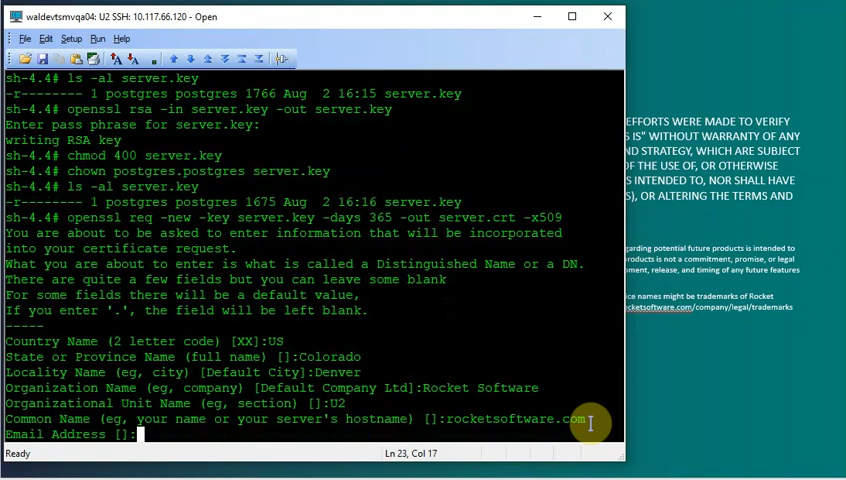 waldevtsmvqa04: U2 SSH: 10.117.66.120 - Open
File Edit Setup Run Help
sh-4.4# ls -al server.key
-r-------- 1 postgres postgres 1766 Aug  2 16:15 server.key
sh-4.4# openssl rsa -in server.key -out server.key
Enter pass phrase for server.key:
writing RSA key
sh-4.4# chmod 400 server.key
sh-4.4# chown postgres.postgres server.key
sh-4.4# ls -al server.key
-r-------- 1 postgres postgres 1675 Aug  2 16:16 server.key
sh-4.4# openssl req -new -key server.key -days 365 -out server.crt -x509
You are about to be asked to enter information that will be incorporated
into your certificate request.
What you are about to enter is what is called a Distinguished Name or a DN.
There are quite a few fields but you can leave some blank
For some fields there will be a default value,
If you enter '.', the field will be left blank.
-----
Country Name (2 letter code) [XX]:US
State or Province Name (full name) []:Colorado
Locality Name (eg, city) [Default City]:Denver
Organization Name (eg, company) [Default Company Ltd]:Rocket Software
Organizational Unit Name (eg, section) []:U2
Common Name (eg, your name or your server's hostname) []:rocketsoftware.com
Email Address []:
Ready Ln 23, Col 17
EFFORTS WERE MADE TO VERIFY
IS" WITHOUT WARRANTY OF ANY
ND STRATEGY, WHICH ARE SUBJECT
OF THE USE OF, OR OTHERWISE
IS INTENDED TO, NOR SHALL HAVE
S), OR ALTERING THE TERMS AND
garding potential future products is intended to
products is not a commitment, promise, or legal
opment, release, and timing of any future features
ice names might be trademarks of Rocket
ocketsoftware.com/company/legal/trademarks